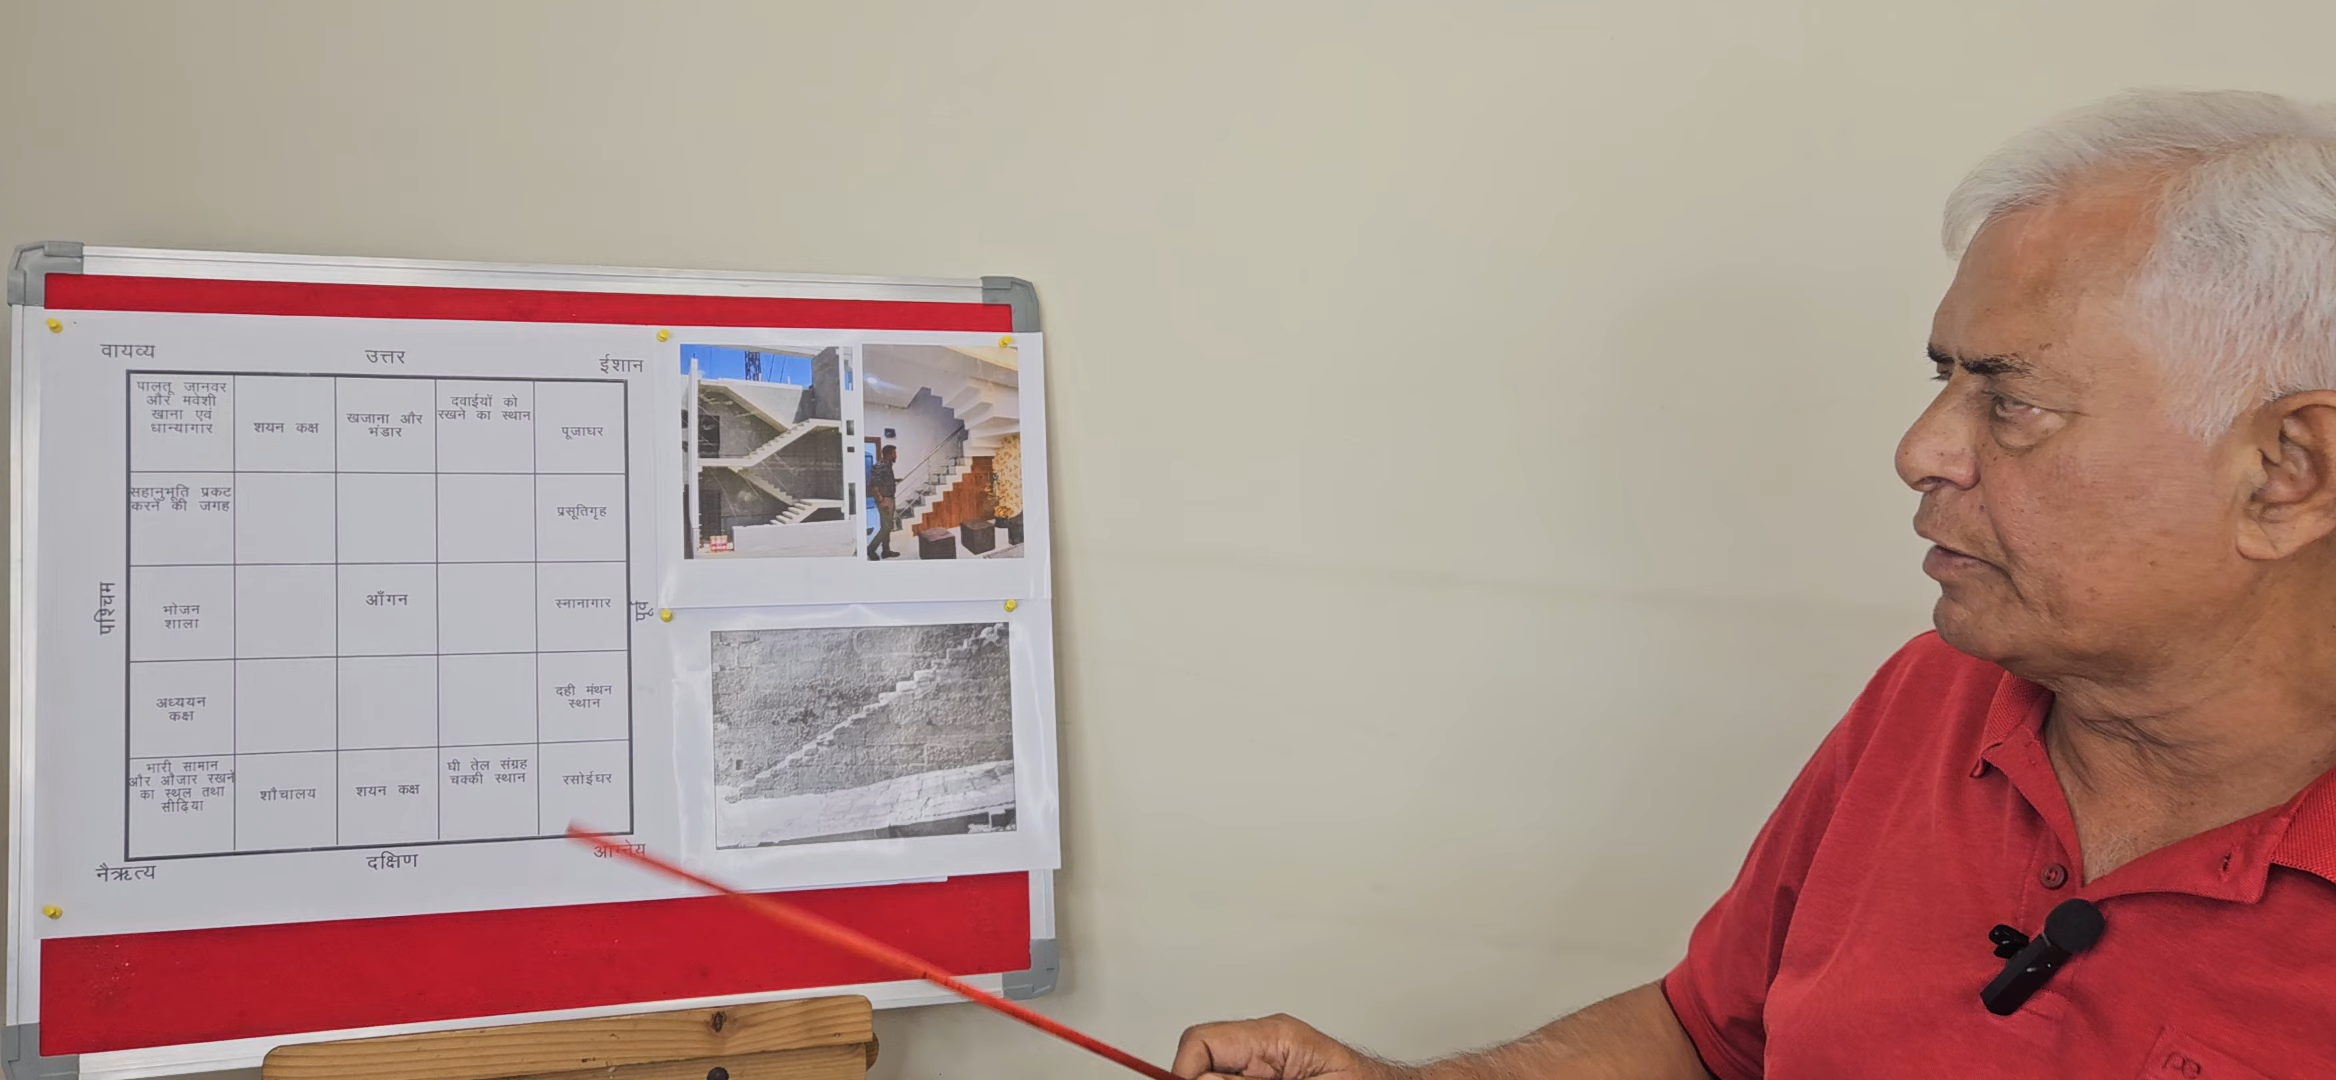 वायव्य
उत्तर
ईशान
पालतू जानवर
और मवेशी
खाना एवं
धान्यागार
शयन कक्ष
खजाना और
भंडार
दवाईयों को
रखने का स्थान
पूजाघर
सहानुभूति प्रकट
करने की जगह
प्रसूतिगृह
पश्चिम
भोजन
शाला
आँगन
स्नानागार
पूर्व
अध्ययन
कक्ष
दही मंथन
स्थान
भारी सामान
और औजार रखने
का स्थल तथा
सीढ़िया
शौचालय
शयन कक्ष
घी तेल संग्रह
चक्की स्थान
रसोईघर
नैऋत्य
दक्षिण
आग्नेय